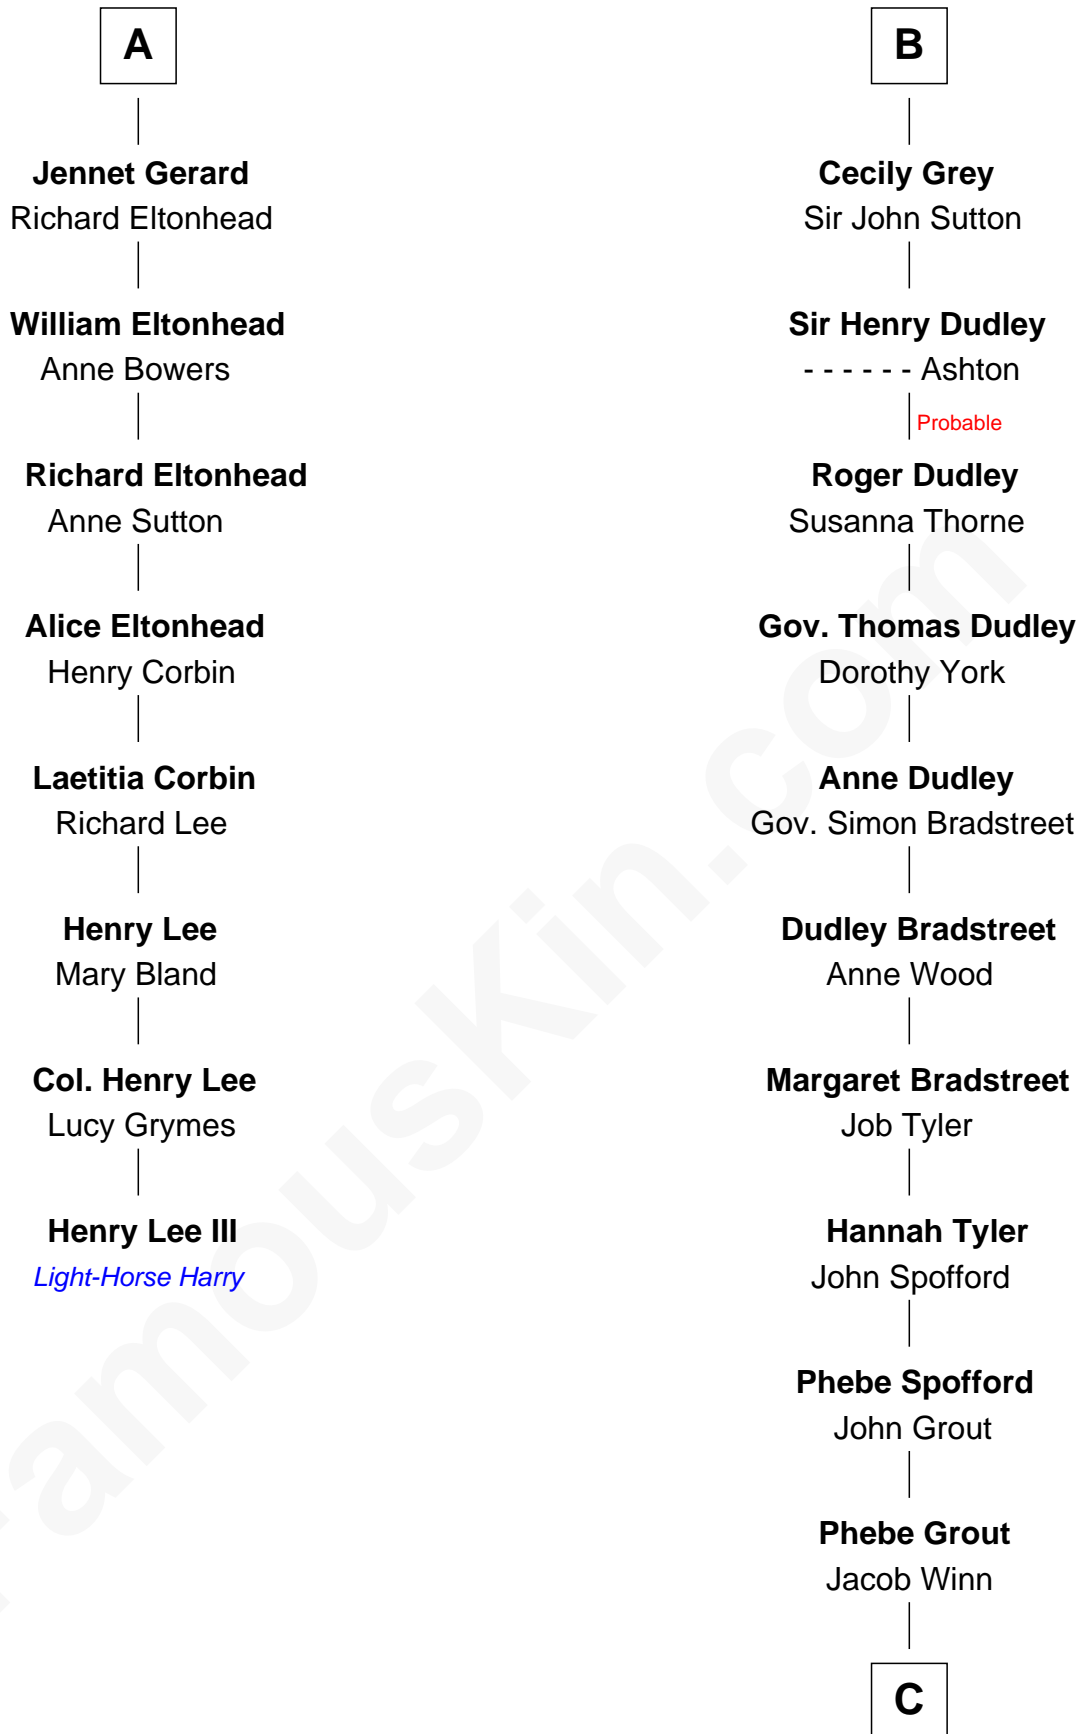 A
Jennet Gerard
Richard Eltonhead
William Eltonhead
Anne Bowers
Richard Eltonhead
Anne Sutton
Alice Eltonhead
Henry Corbin
Laetitia Corbin
Richard Lee
Henry Lee
Mary Bland
Col. Henry Lee
Lucy Grymes
Henry Lee III
Light-Horse Harry
B
Cecily Grey
Sir John Sutton
Sir Henry Dudley
- - - - - - Ashton
Probable
Roger Dudley
Susanna Thorne
Gov. Thomas Dudley
Dorothy York
Anne Dudley
Gov. Simon Bradstreet
Dudley Bradstreet
Anne Wood
Margaret Bradstreet
Job Tyler
Hannah Tyler
John Spofford
Phebe Spofford
John Grout
Phebe Grout
Jacob Winn
C
FamousKin.com